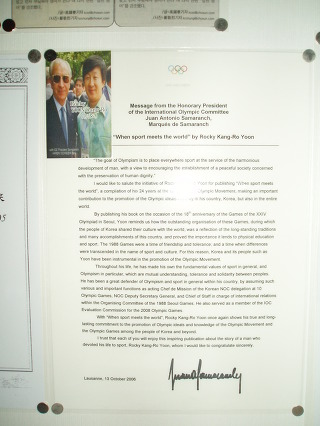 Message from the Honorary President
of the International Olympic Committee
Juan Antonio Samaranch,
Marqués de Samaranch
"When sport meets the world" by Rocky Kang-Ro Yoon
"The goal of Olympism is to place everywhere sport at the service of the harmonious
development of man, with a view to encouraging the establishment of a peaceful society concerned
with the preservation of human dignity."
I would like to salute the initiative of Yoon for publishing "When sport meets
the world", a compilation of his 24 years at the Olympic Movement, making an important
contribution to the promotion of the Olympic ideals in his country, Korea, but also in the entire
world.
By publishing his book on the occasion of the 18th anniversary of the Games of the XXIV
Olympiad in Seoul, Yoon reminds us how the outstanding organisation of these Games, during which
the people of Korea shared their culture with the world, was a reflection of the long standing traditions
and many accomplishments of this country, and proved the importance it lends to physical education
and sport. The 1988 Games were a time of friendship and tolerance; and a time when differences
were transcended in the name of sport and culture. For this reason, Korea and its people such as
Yoon have been instrumental in the promotion of the Olympic Movement.
Throughout his life, he has made his own the fundamental values of sport in general, and
Olympism in particular, which are mutual understanding, tolerance and solidarity between peoples.
He has been a great defender of Olympism and sport in general within his country, by assuming such
various and important functions as acting Chef de Mission of the Korean NOC delegation at 10
Olympic Games, NOC Deputy Secretary General, and Chief of Staff in charge of international relations
within the Organising Committee of the 1988 Seoul Games. He also served as a member of the IOC
Evaluation Commission for the 2008 Olympic Games.
With "When sport meets the world", Rocky Kang-Ro Yoon once again shows his true and long-
lasting commitment to the promotion of Olympic ideals and knowledge of the Olympic Movement and
the Olympic Games among the people of Korea and beyond.
I trust that each of you will enjoy this inspiring publication about the story of a man who
devoted his life to sport, Rocky Kang-Ro Yoon, whom I would like to congratulate sincerely.
Lausanne, 13 October 2006